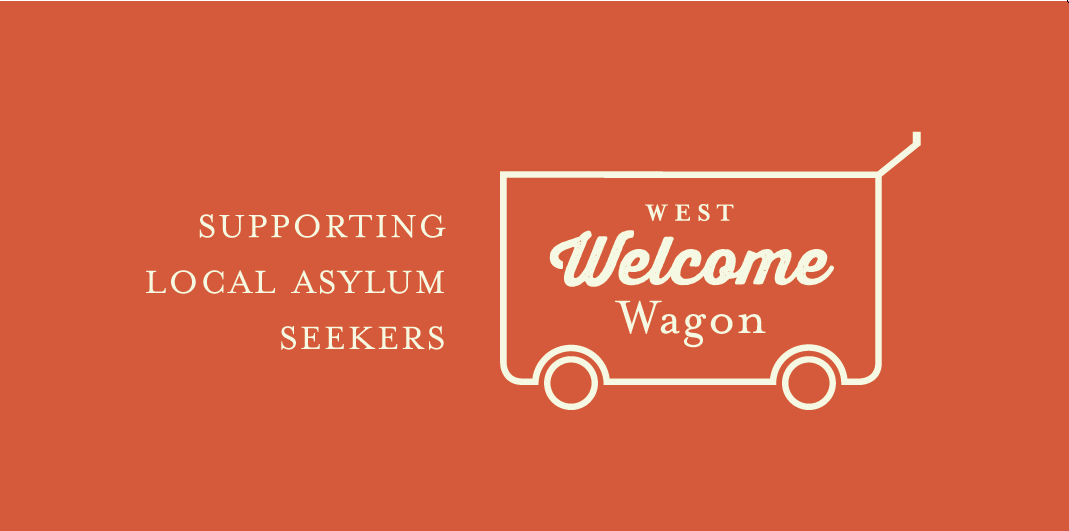 SUPPORTING
LOCAL ASYLUM
SEEKERS
WEST
Welcome
Wagon